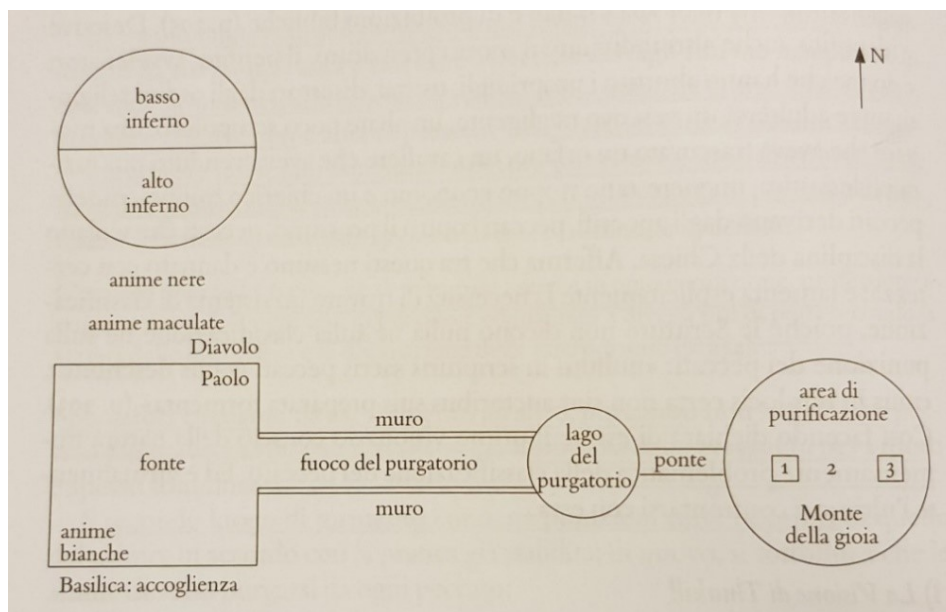 N
basso
inferno
alto
inferno
anime nere
anime maculate
Diavolo
Paolo
fonte
anime
bianche
Basilica: accoglienza
muro
fuoco del purgatorio
muro
lago
del
purgatorio
ponte
area di
purificazione
1 2 3
Monte
della gioia